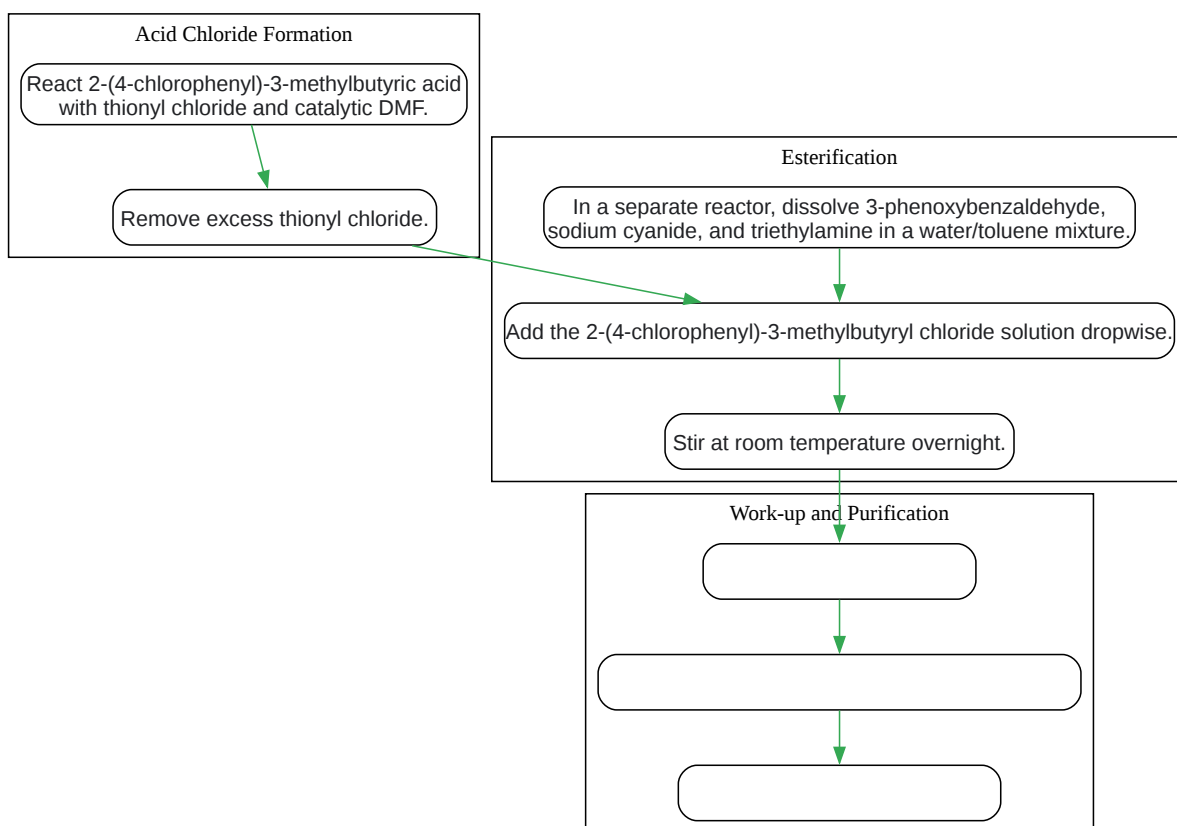 Acid Chloride Formation
React 2-(4-chlorophenyl)-3-methylbutyric acid
with thionyl chloride and catalytic DMF.
Remove excess thionyl chloride.
Esterification
In a separate reactor, dissolve 3-phenoxybenzaldehyde,
sodium cyanide, and triethylamine in a water/toluene mixture.
Add the 2-(4-chlorophenyl)-3-methylbutyryl chloride solution dropwise.
Stir at room temperature overnight.
Work-up and Purification